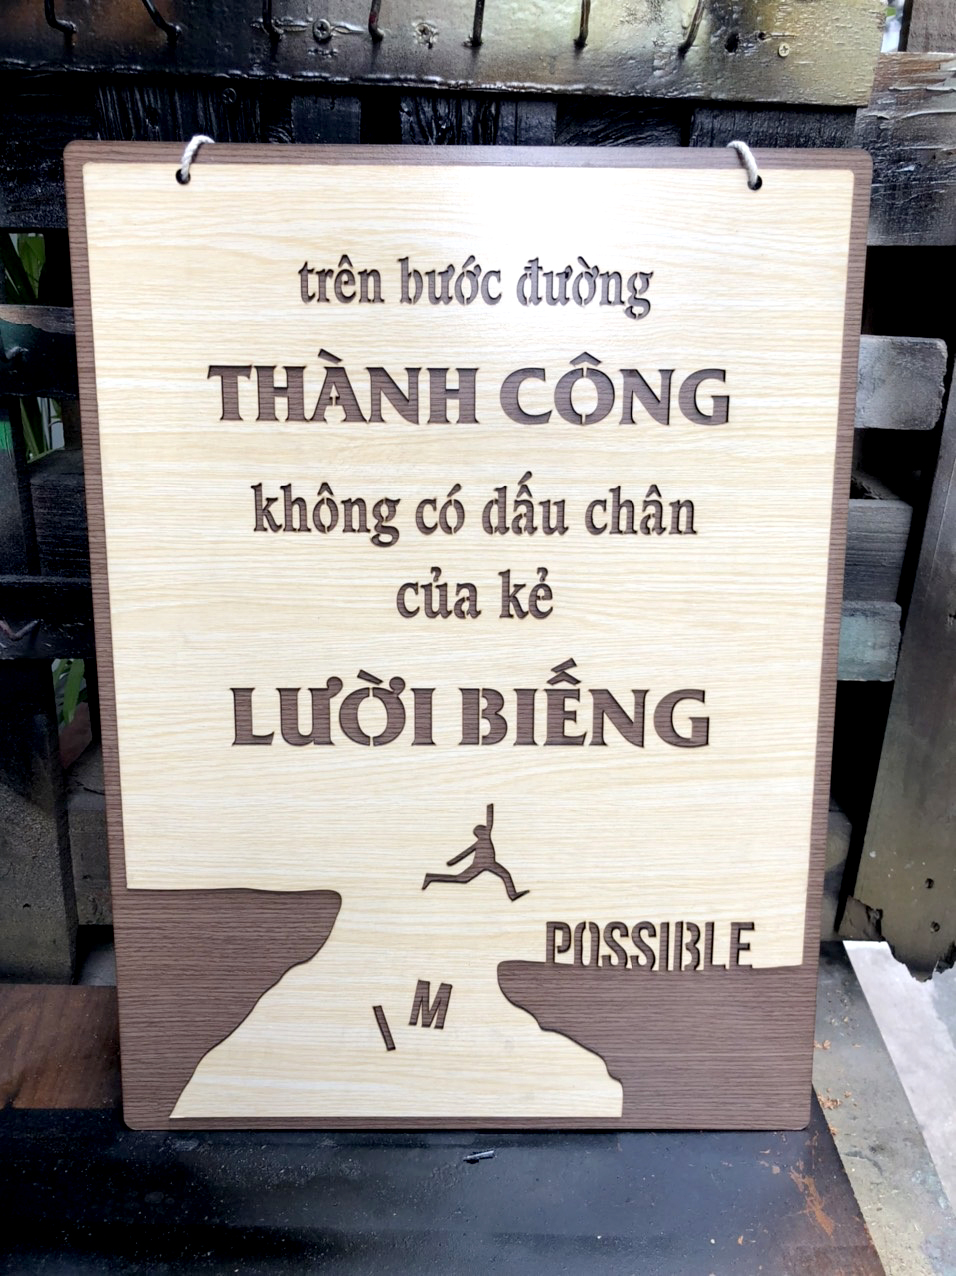 trên bước đường
THÀNH CÔNG
không có dấu chân
của kẻ
LƯỜI BIẾNG
POSSIBLE
I M